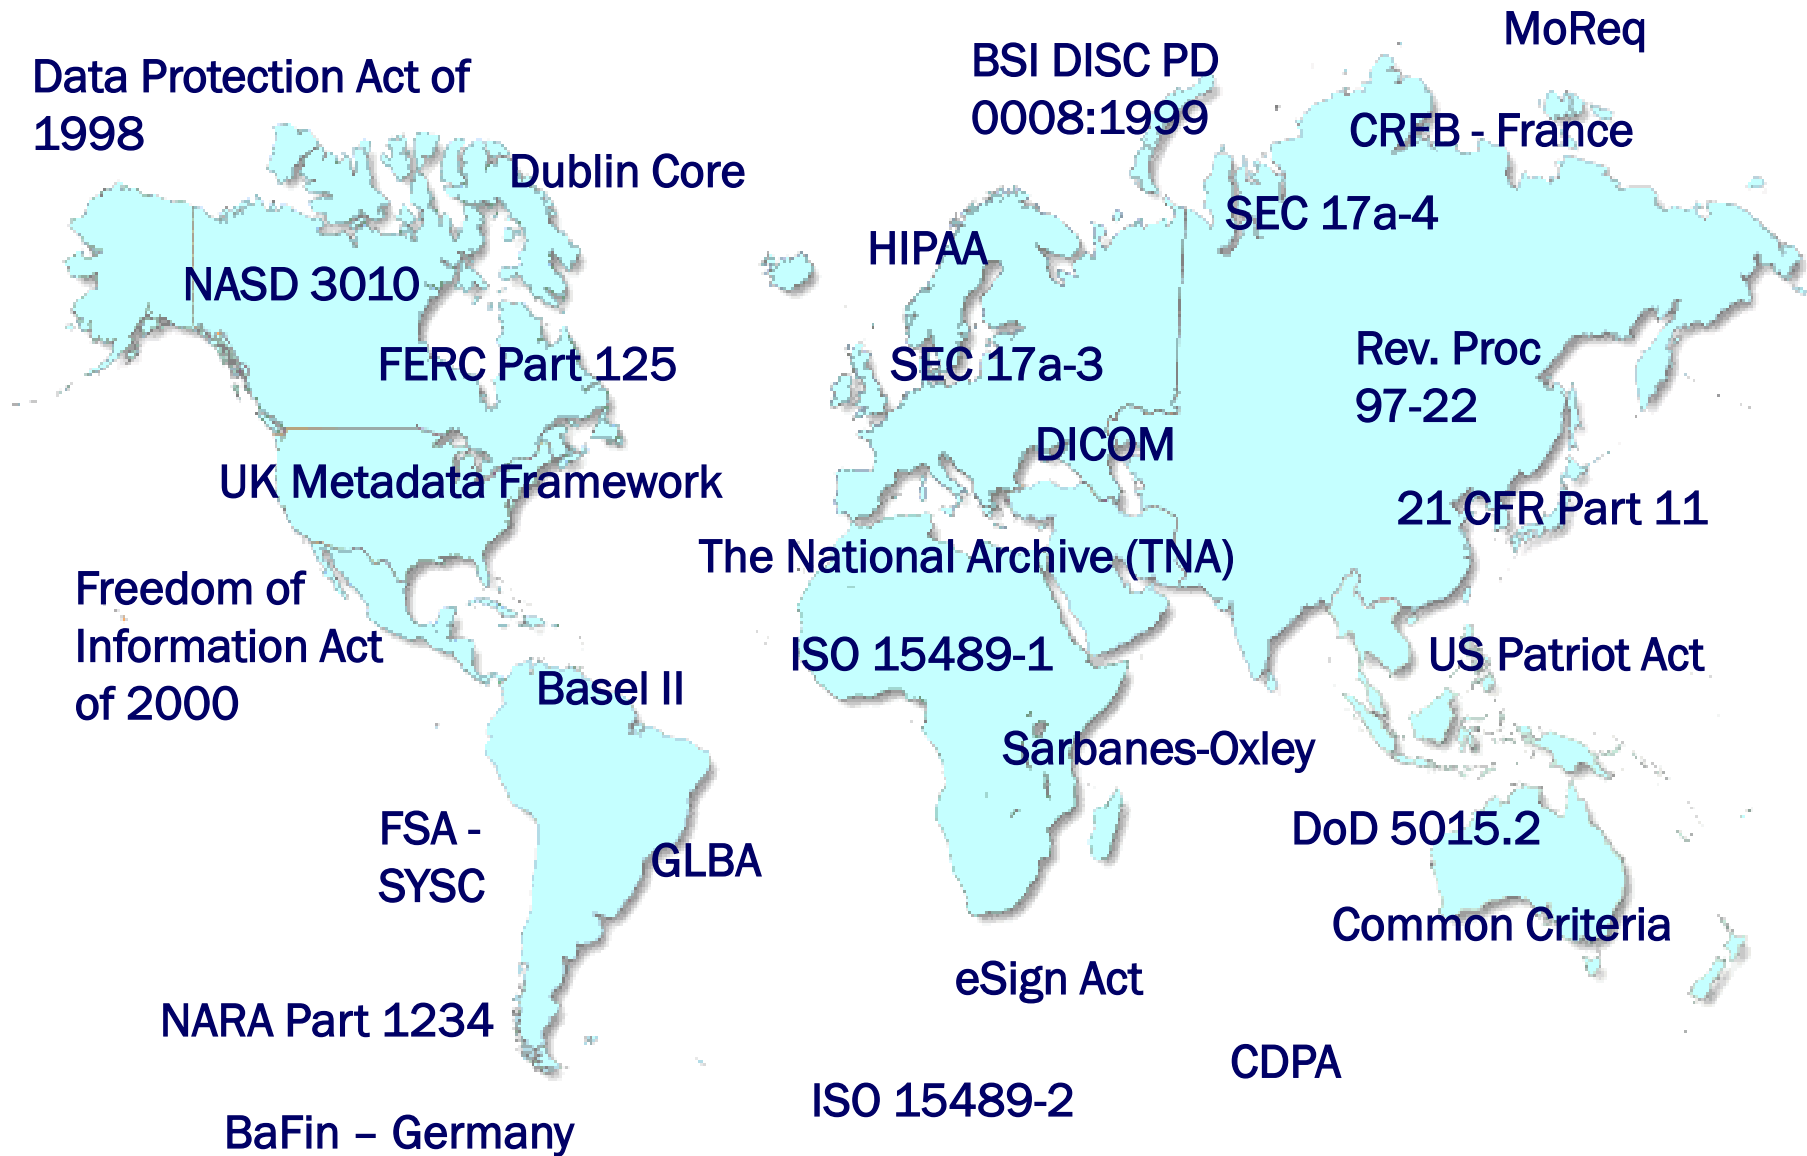 MoReq
Data Protection Act of
1998
BSI DISC PD
0008:1999
CRFB - France
Dublin Core
SEC 17a-4
HIPAA
NASD 3010
FERC Part 125
SEC 17a-3
Rev. Proc
97-22
DICOM
UK Metadata Framework
21 CFR Part 11
The National Archive (TNA)
Freedom of
Information Act
of 2000
ISO 15489-1
US Patriot Act
Basel II
Sarbanes-Oxley
FSA -
SYSC
GLBA
DoD 5015.2
Common Criteria
eSign Act
NARA Part 1234
CDPA
ISO 15489-2
BaFin – Germany